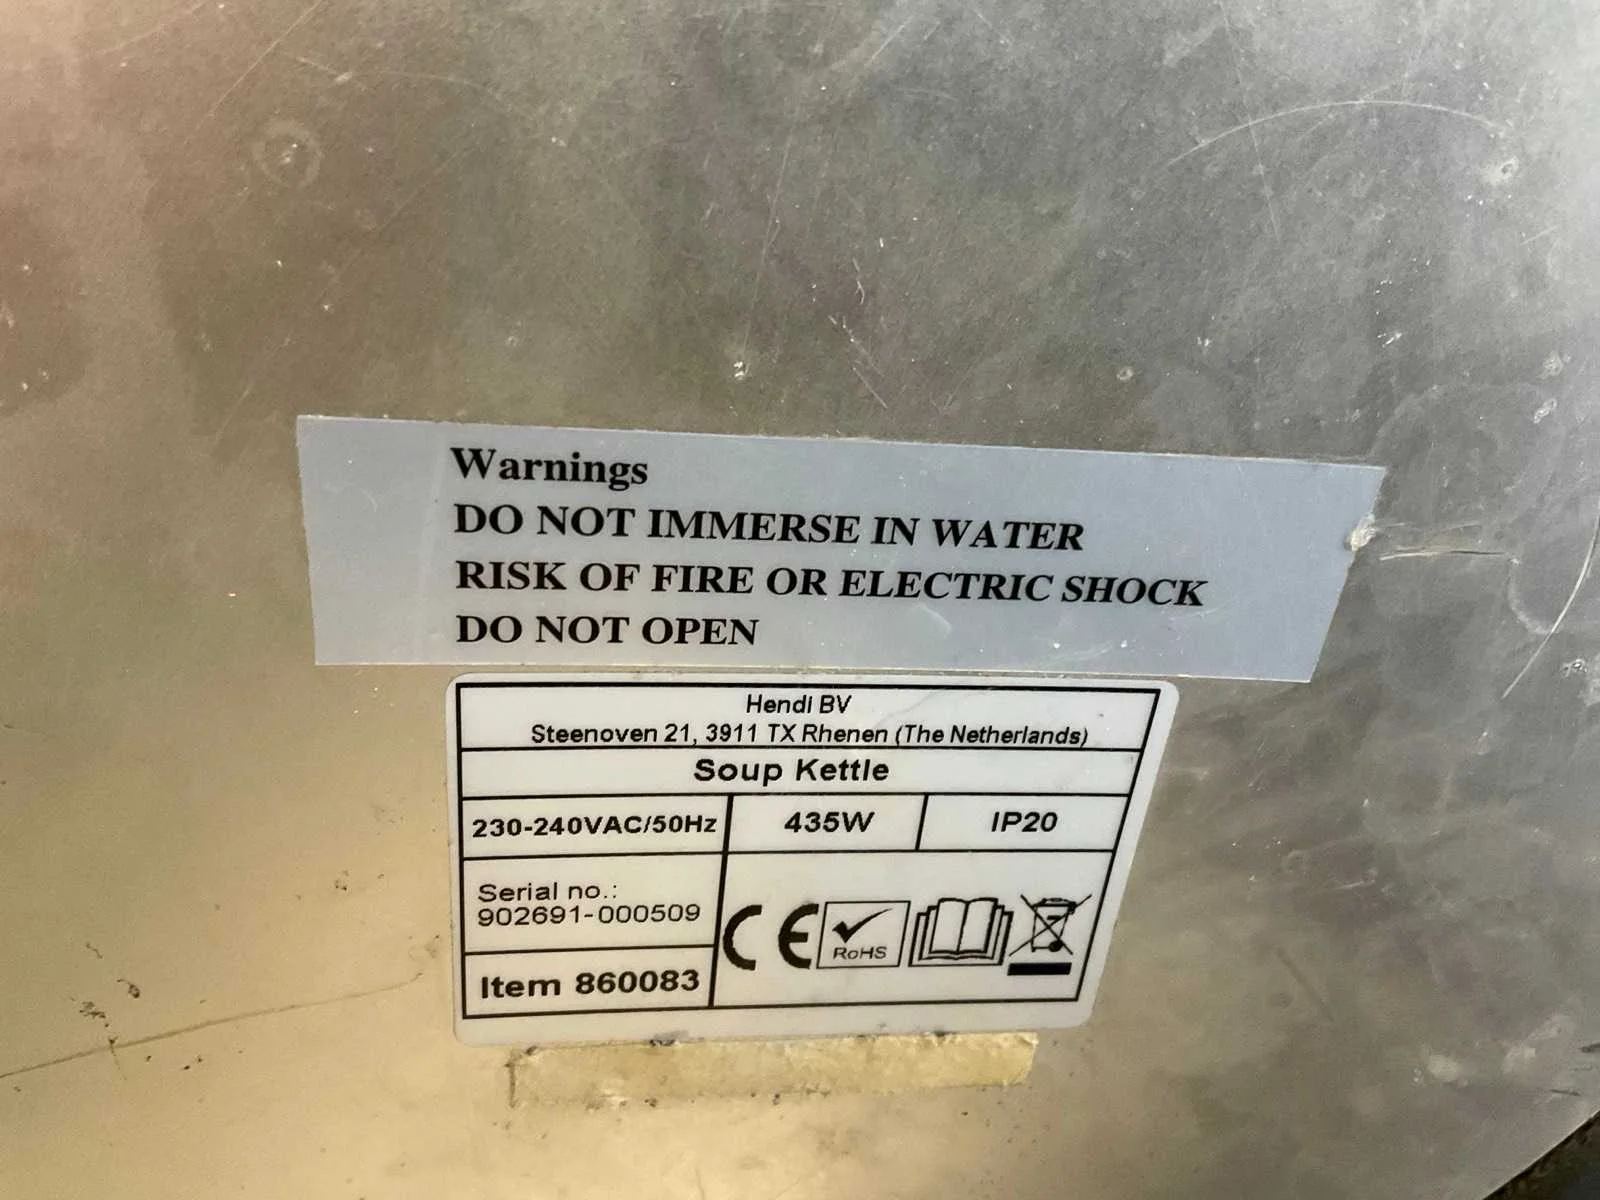 Warnings
DO NOT IMMERSE IN WATER
RISK OF FIRE OR ELECTRIC SHOCK
DO NOT OPEN
Hendi BV
Steenoven 21, 3911 TX Rhenen (The Netherlands)
Soup Kettle
230-240VAC/50Hz 435W IP20
Serial no.:
902691-000509
CE RoHS
Item 860083